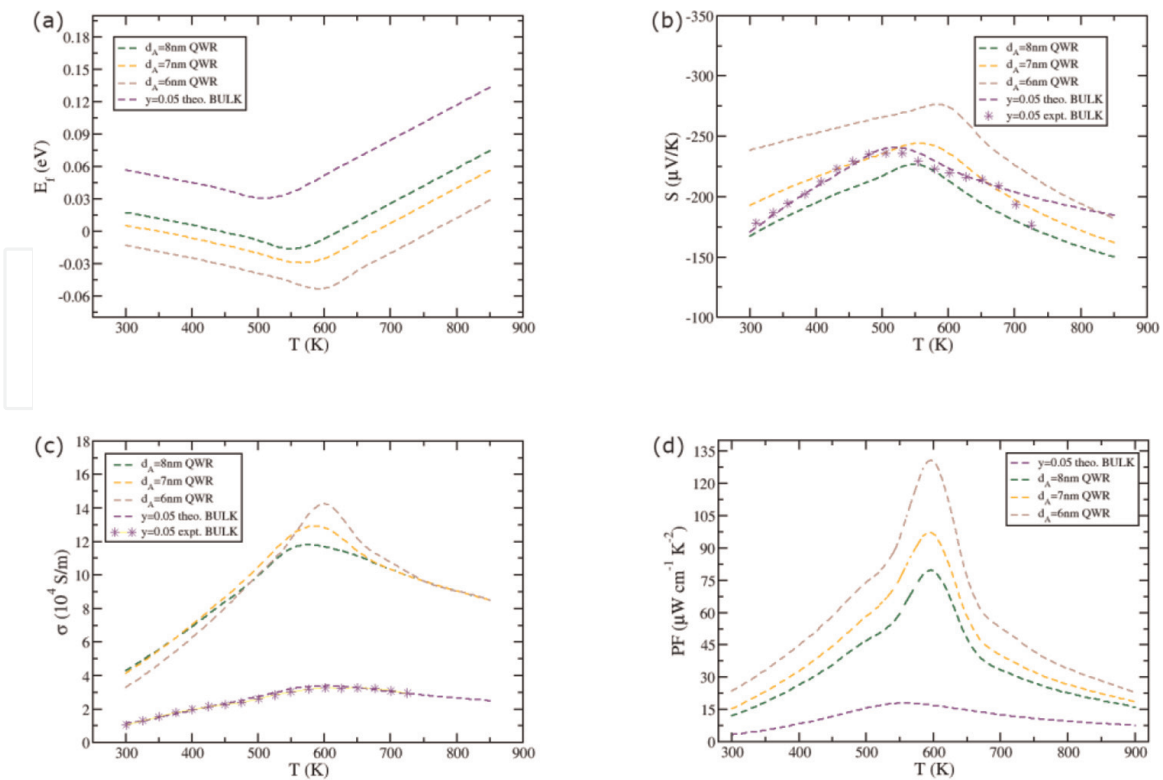 (a)
0.18
0.15
0.12
0.09
0.06
0.03
0
-0.03
-0.06
E_f (eV)
d_A=8nm QWR
d_A=7nm QWR
d_A=6nm QWR
y=0.05 theo. BULK
300 400 500 600 700 800 900
T (K)
(b)
-350
-300
-250
-200
-150
-100
S (µV/K)
d_A=8nm QWR
d_A=7nm QWR
d_A=6nm QWR
y=0.05 theo. BULK
y=0.05 expt. BULK
300 400 500 600 700 800 900
T (K)
(c)
18
16
14
12
10
8
6
4
2
0
σ (10⁴ S/m)
d_A=8nm QWR
d_A=7nm QWR
d_A=6nm QWR
y=0.05 theo. BULK
y=0.05 expt. BULK
300 400 500 600 700 800 900
T (K)
(d)
135
120
105
90
75
60
45
30
15
0
PF (µW cm⁻¹ K⁻²)
y=0.05 theo. BULK
d_A=8nm QWR
d_A=7nm QWR
d_A=6nm QWR
300 400 500 600 700 800 900
T (K)